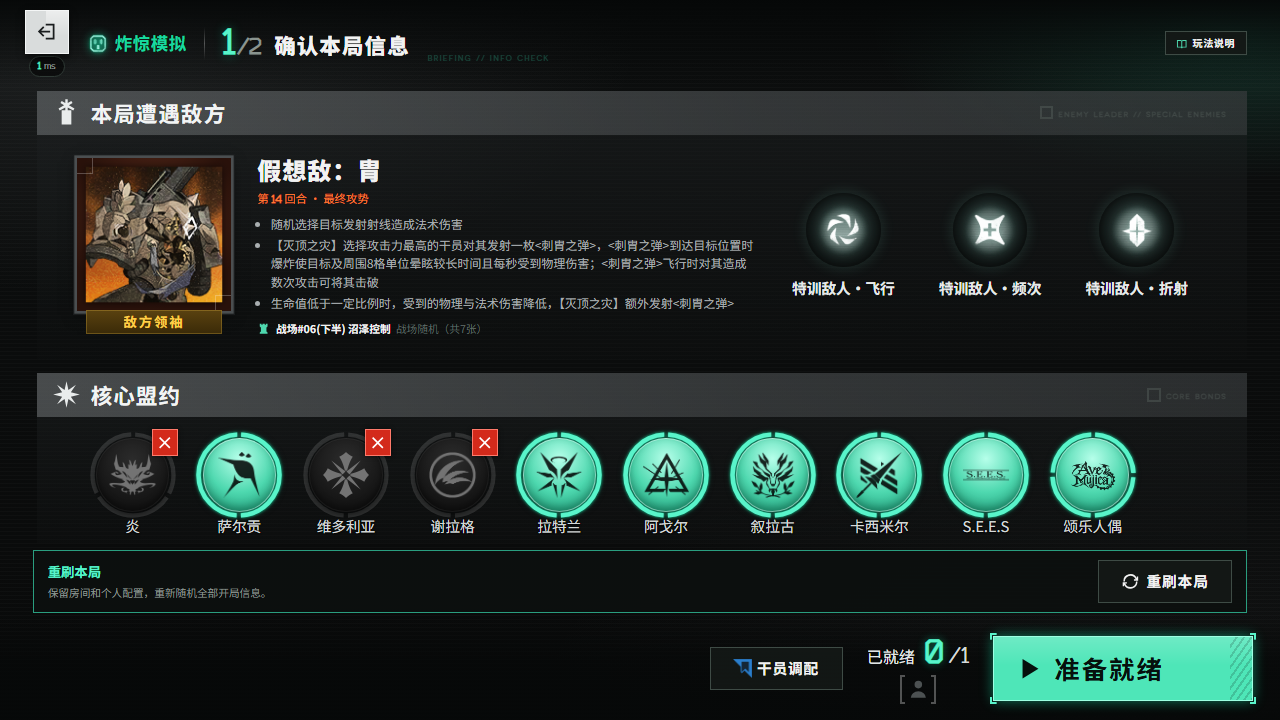 炸惊模拟
1/2 确认本局信息
BRIEFING // INFO CHECK
玩法说明
1 ms
本局遭遇敌方
ENEMY LEADER // SPECIAL ENEMIES
假想敌：胄
第14回合 · 最终攻势
随机选择目标发射射线造成法术伤害
【灭顶之灾】选择攻击力最高的干员对其发射一枚<刺胄之弹>，<刺胄之弹>到达目标位置时
爆炸使目标及周围8格单位晕眩较长时间且每秒受到物理伤害；<刺胄之弹>飞行时对其造成
数次攻击可将其击破
生命值低于一定比例时，受到的物理与法术伤害降低，【灭顶之灾】额外发射<刺胄之弹>
战场#06(下半) 沼泽控制 战场随机（共7张）
敌方领袖
特训敌人·飞行
特训敌人·频次
特训敌人·折射
核心盟约
CORE BONDS
炎
萨尔贡
维多利亚
谢拉格
拉特兰
阿戈尔
叙拉古
卡西米尔
S.E.E.S
S.E.E.S
Ave Mujica
颂乐人偶
重刷本局
保留房间和个人配置，重新随机全部开局信息。
重刷本局
干员调配
已就绪 0/1
准备就绪